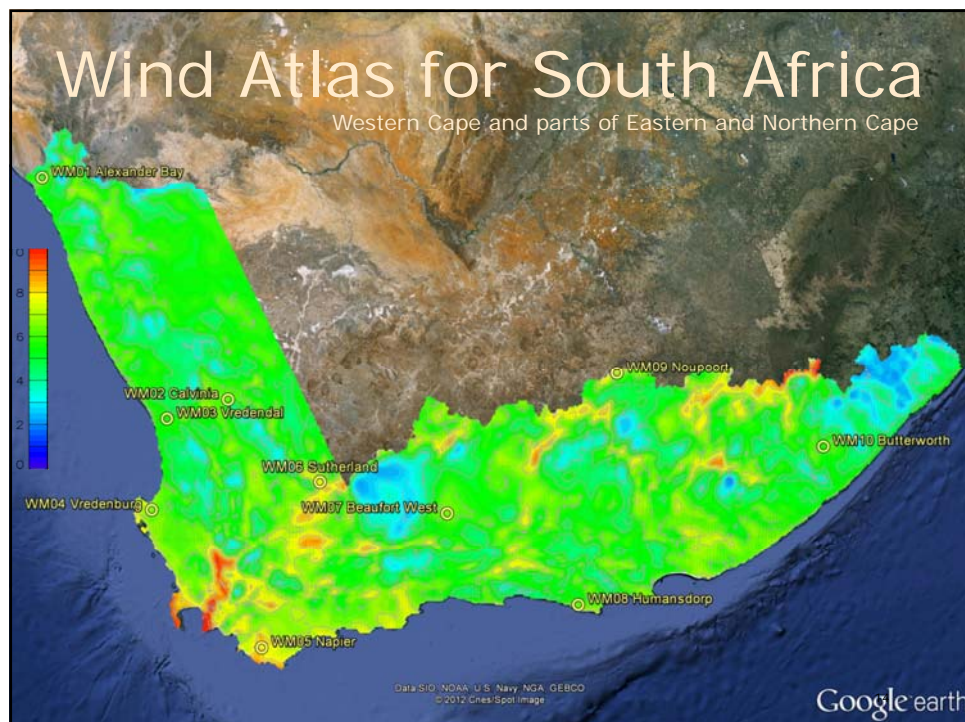 Wind Atlas for South Africa
Western Cape and parts of Eastern and Northern Cape
WM01 Alexander Bay
0
8
6
4
2
0
WM09 Noupoort
WM02 Calvinia
WM03 Vredendal
WM10 Butterworth
WM06 Sutherland
WM04 Vredenburg
WM07 Beaufort West
WM08 Humansdorp
WM05 Napier
Data SIO, NOAA, U.S. Navy, NGA, GEBCO
© 2012 Cnes/Spot Image
Google earth